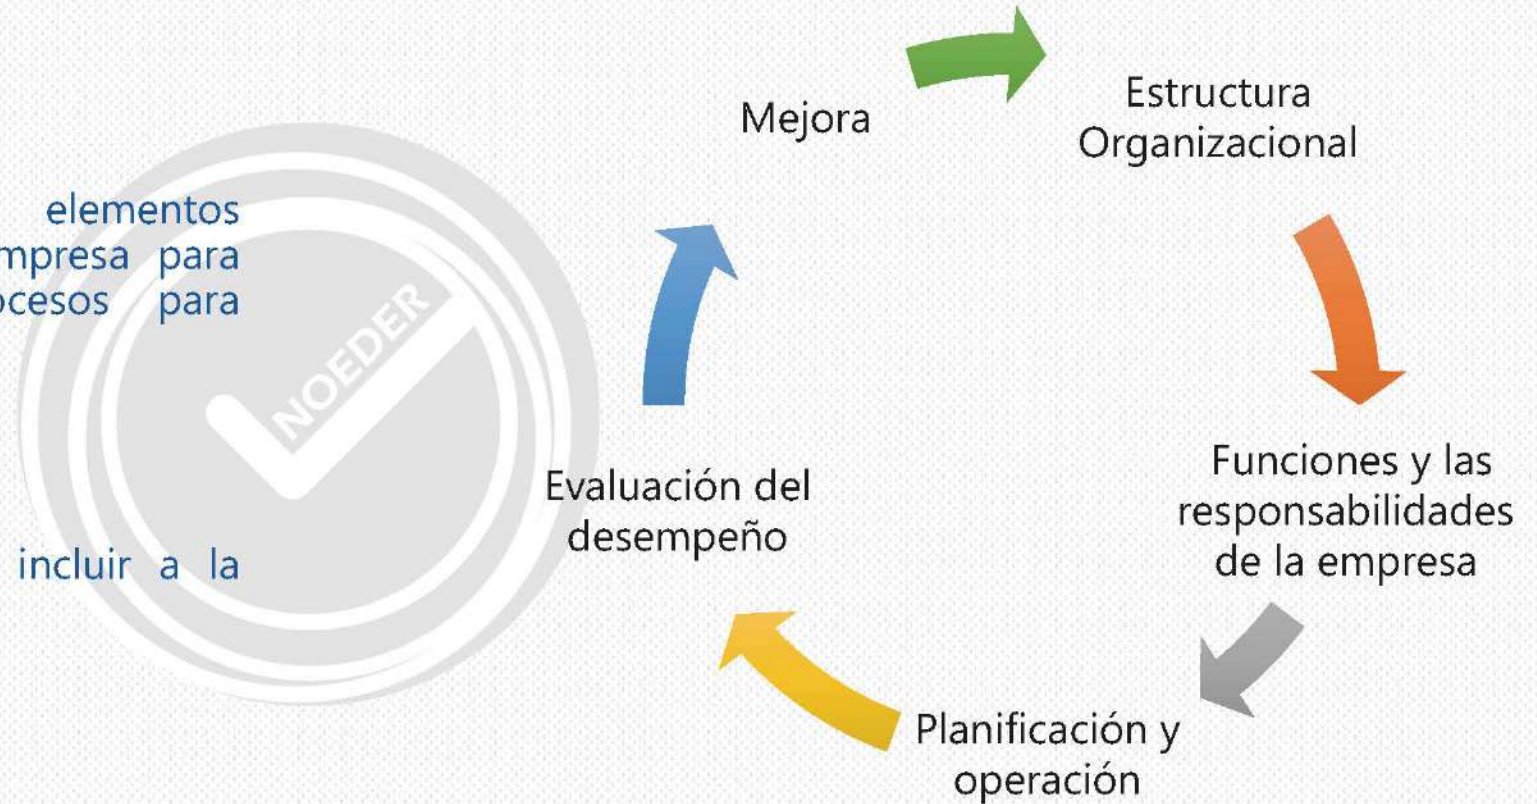 elementos
mpresa para
ocesos para
incluir a la
NOEDER
Mejora
Estructura
Organizacional
Funciones y las
responsabilidades
de la empresa
Planificación y
operación
Evaluación del
desempeño